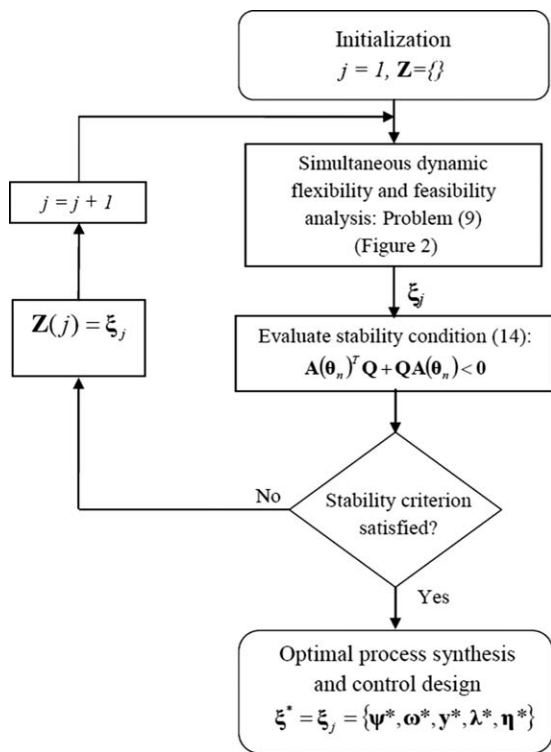 Initialization
j = 1, Z={}
Simultaneous dynamic
flexibility and feasibility
analysis: Problem (9)
(Figure 2)
j = j + 1
ξj
Z(j) = ξj
Evaluate stability condition (14):
A(θn)^T Q + QA(θn) < 0
No
Stability criterion
satisfied?
Yes
Optimal process synthesis
and control design
ξ* = ξj = {ψ*, ω*, y*, λ*, η*}